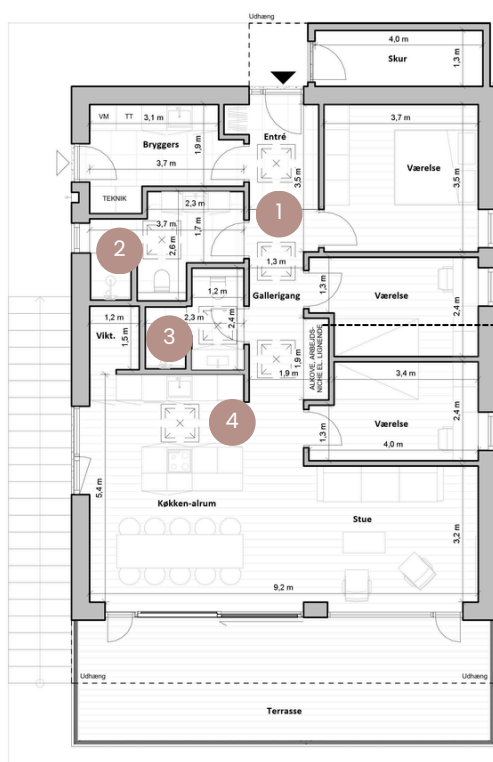 Udhæng
4,0 m
1,3 m
Skur
VM
TT
3,1 m
Bryggers
1,9 m
3,7 m
Entré
3,5 m
3,7 m
Værelse
3,5 m
TEKNIK
2,3 m
1
3,7 m
1,7 m
2
2,6 m
1,3 m
1,2 m
Gallerigang
1,3 m
Værelse
2,4 m
1,2 m
2,3 m
2,4 m
Vikt.
1,5 m
3
1,9 m
1,9 m
ALKOVE, ARBEJDS-
NICHE EL. LIGNENDE
3,4 m
Værelse
2,4 m
4
1,3 m
4,0 m
5,4 m
Køkken-alrum
Stue
3,2 m
9,2 m
Udhæng
Udhæng
Terrasse